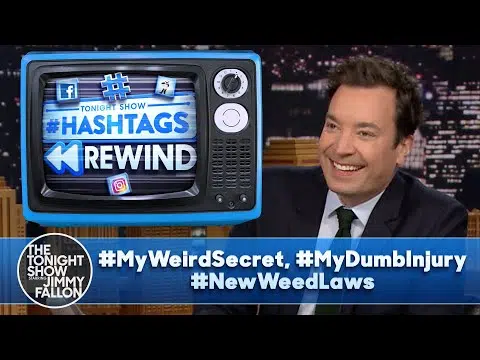 #
TONIGHT SHOW
#HASHTAGS
REWIND
#MyWeirdSecret, #MyDumbInjury
#NewWeedLaws
THE
TONIGHT
SHOW
STARRING
JIMMY
FALLON